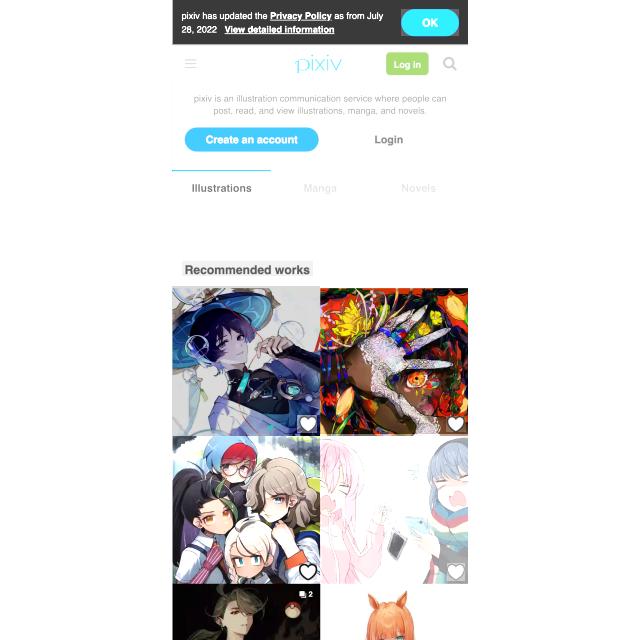 pixiv has updated the Privacy Policy as from July
28, 2022 View detailed information
OK
pixiv
Log in
pixiv is an illustration communication service where people can
post, read, and view illustrations, manga, and novels.
Create an account
Login
Illustrations
Manga
Novels
Recommended works
2